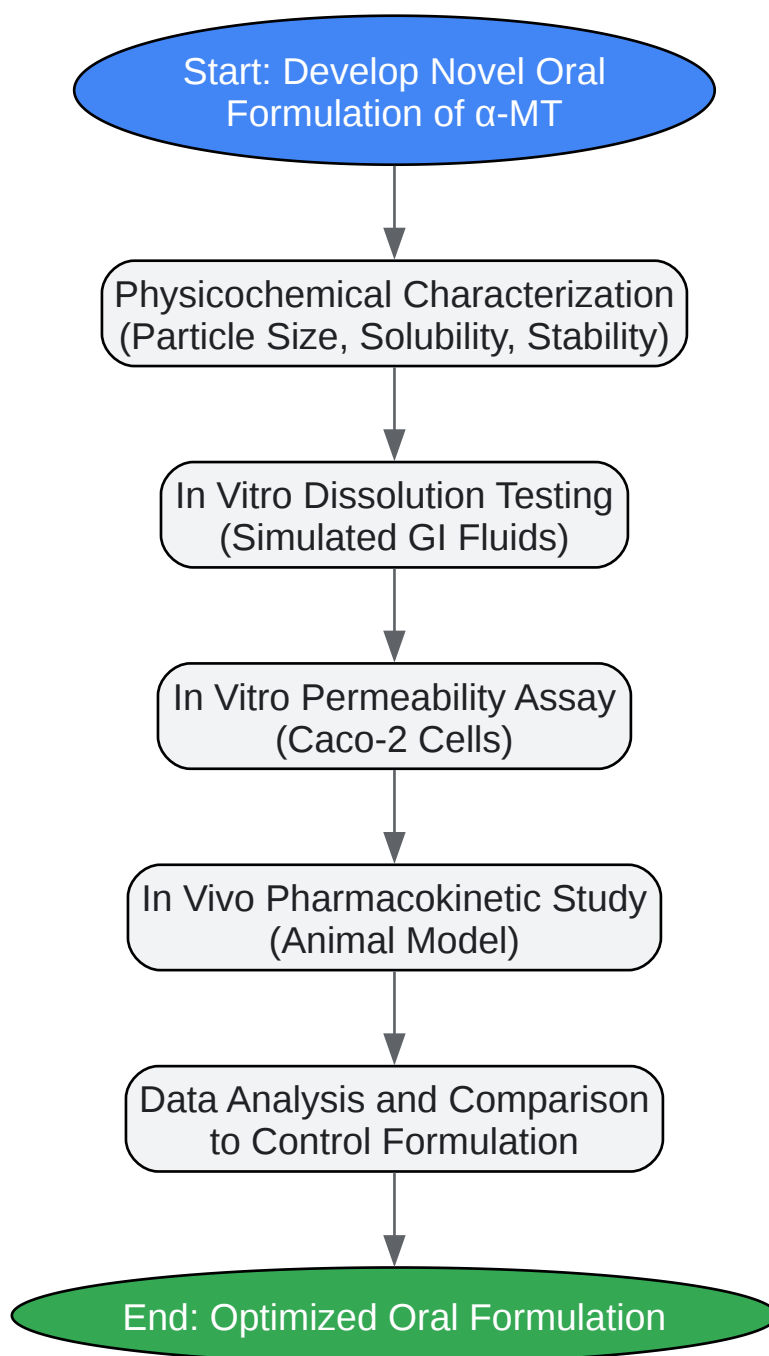 Start: Develop Novel Oral
Formulation of α-MT
Physicochemical Characterization
(Particle Size, Solubility, Stability)
In Vitro Dissolution Testing
(Simulated GI Fluids)
In Vitro Permeability Assay
(Caco-2 Cells)
In Vivo Pharmacokinetic Study
(Animal Model)
Data Analysis and Comparison
to Control Formulation
End: Optimized Oral Formulation